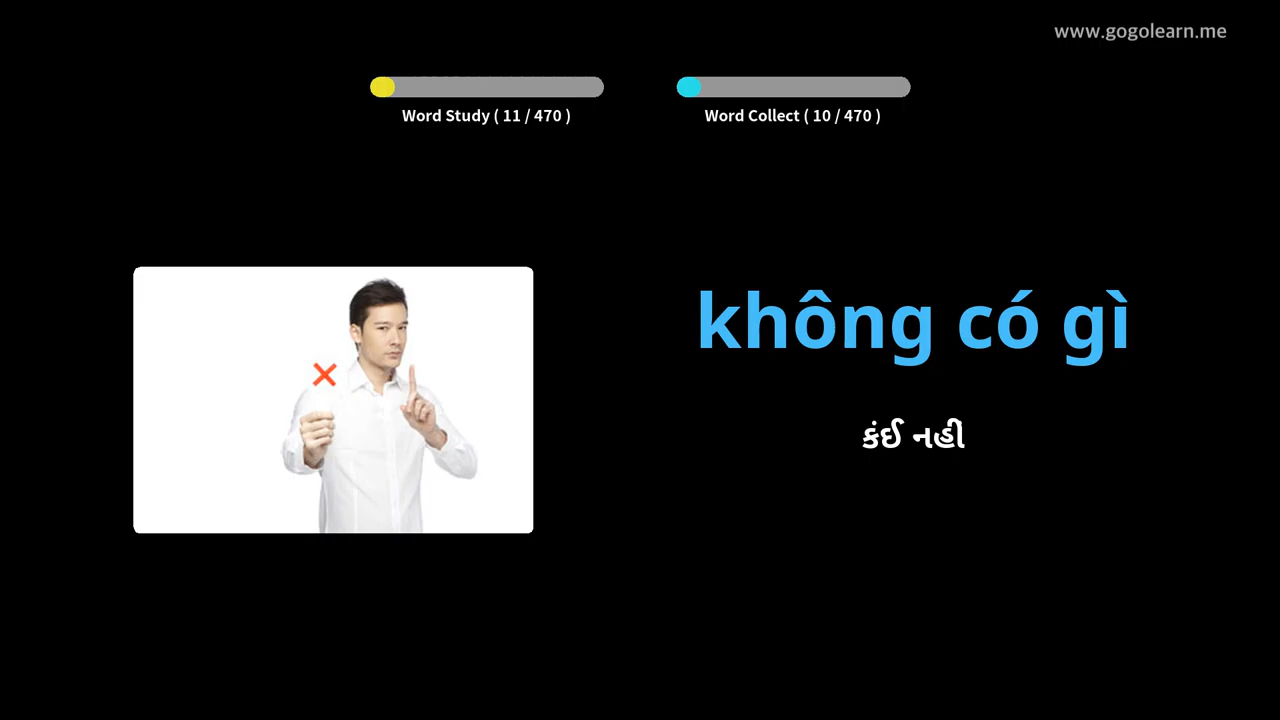 www.gogolearn.me
Word Study ( 11 / 470 )
Word Collect ( 10 / 470 )
không có gì
કંઈ નહી